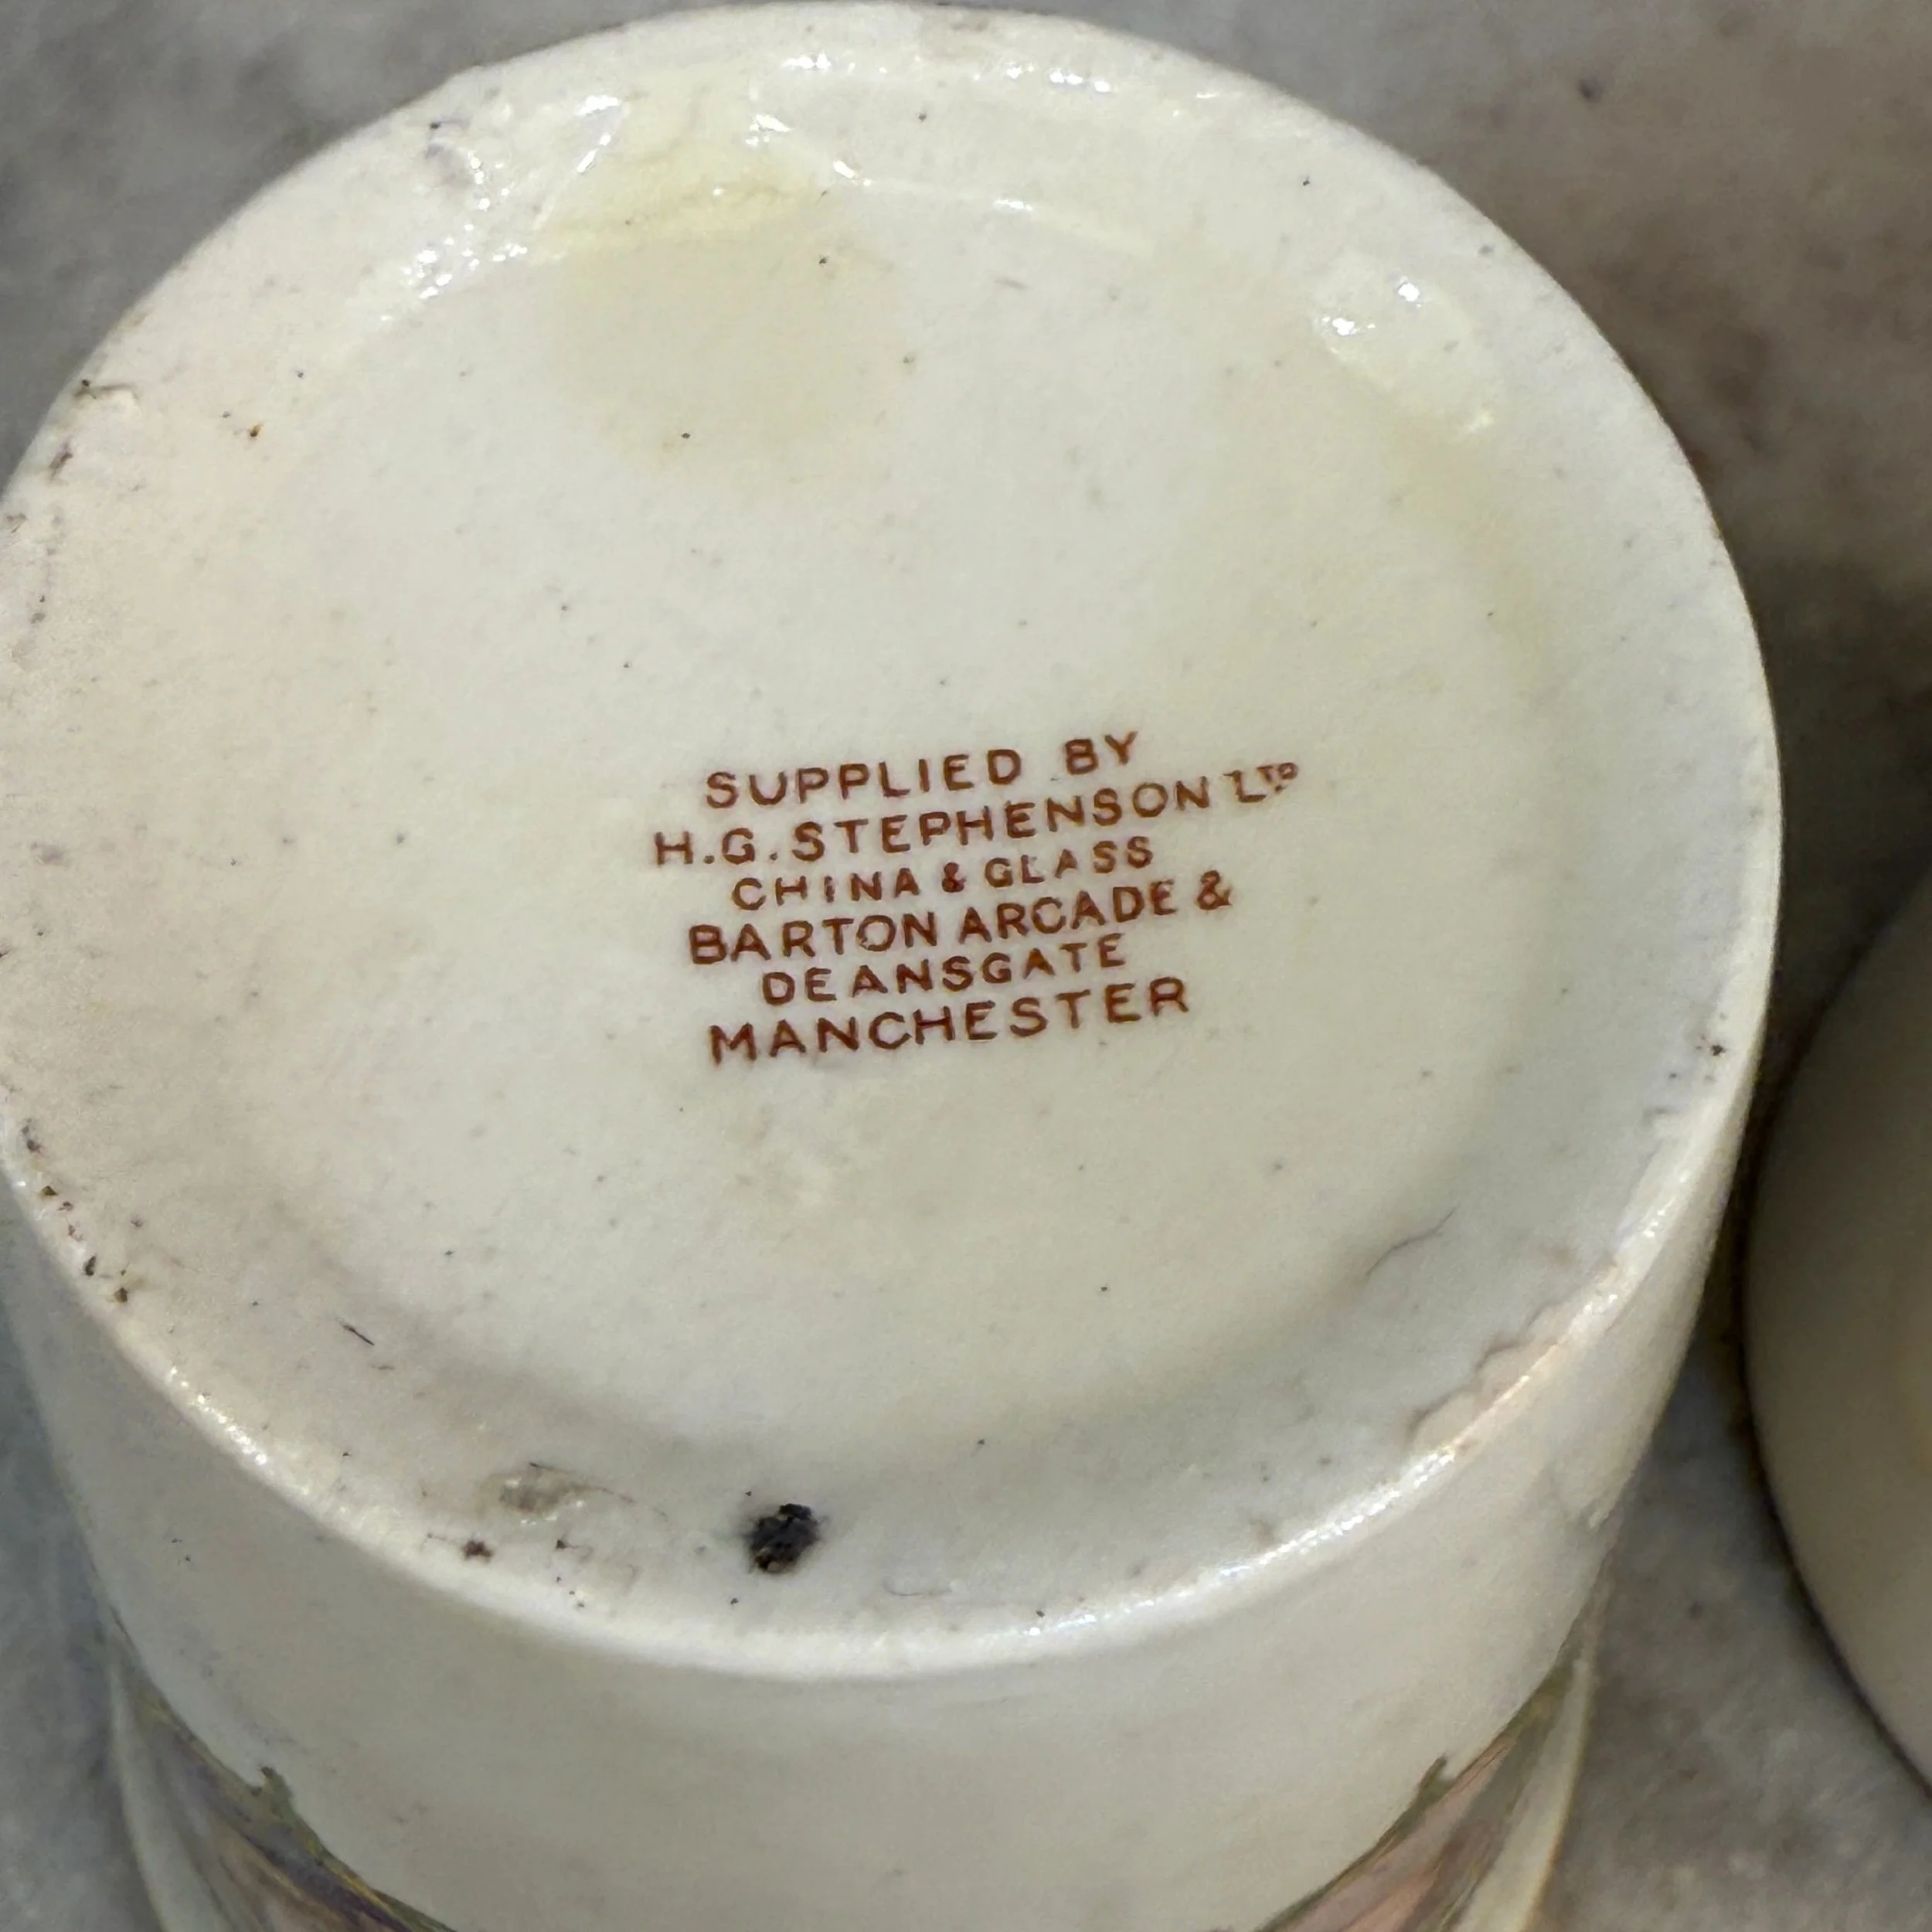 SUPPLIED BY
H.G. STEPHENSON LTD
CHINA & GLASS
BARTON ARCADE &
DEANSGATE
MANCHESTER